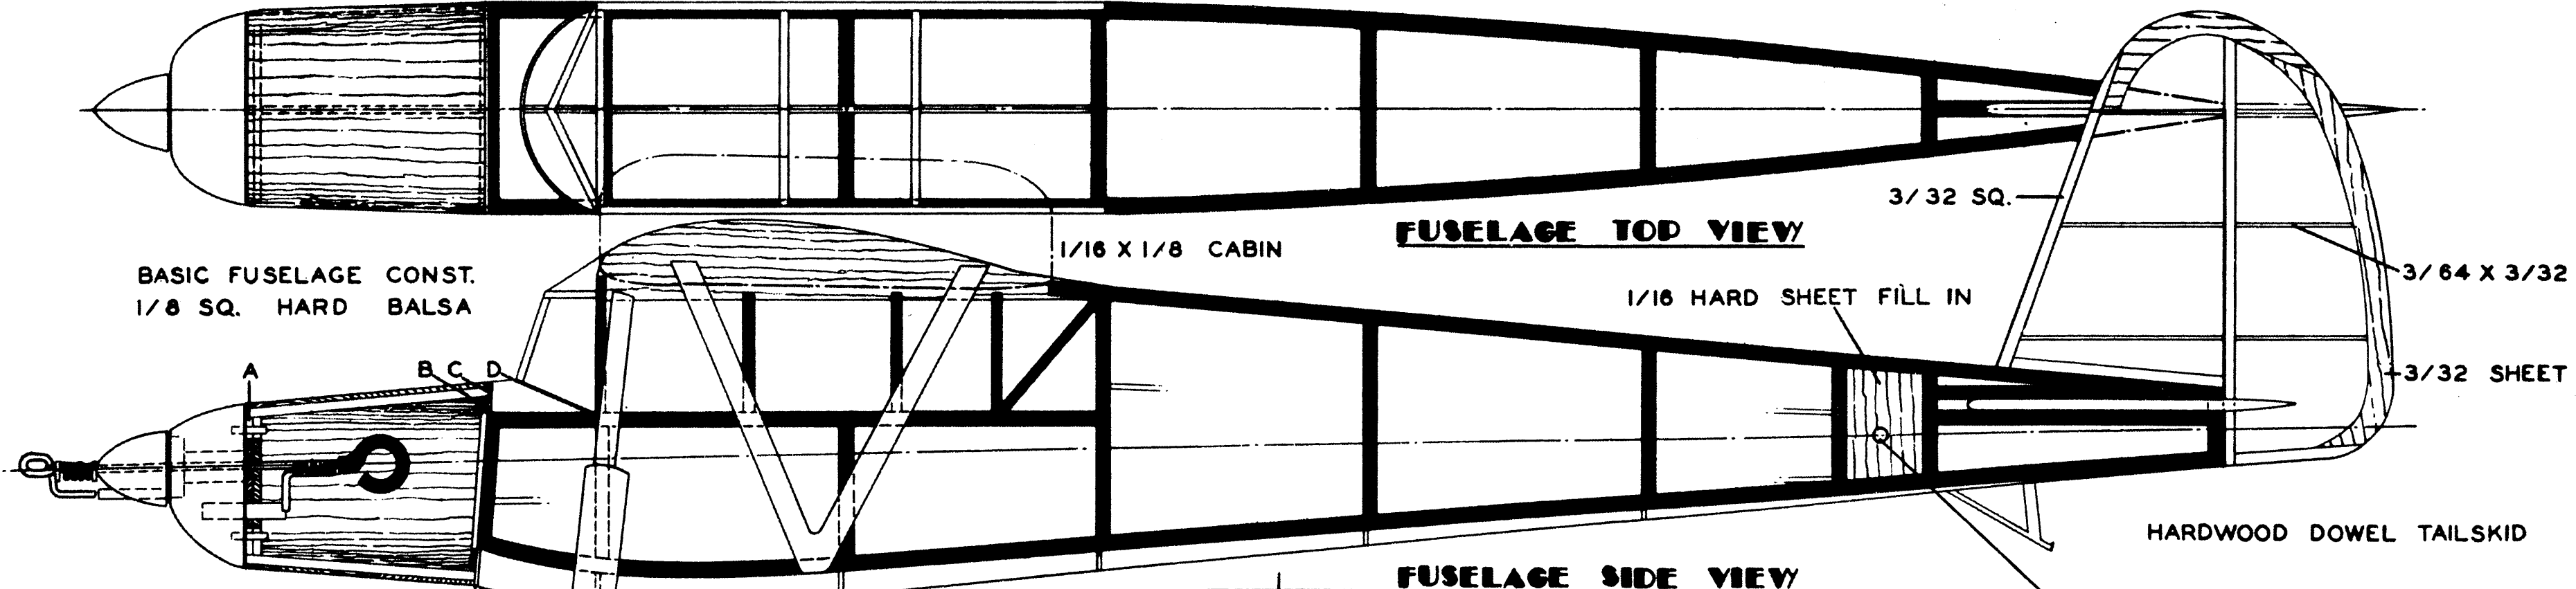 3/32 SQ.
FUSELAGE TOP VIEW
1/16 X 1/8 CABIN
BASIC FUSELAGE CONST.
1/8 SQ. HARD BALSA
3/64 X 3/32
1/16 HARD SHEET FILL IN
A
B C D
3/32 SHEET
HARDWOOD DOWEL TAILSKID
FUSELAGE SIDE VIEW